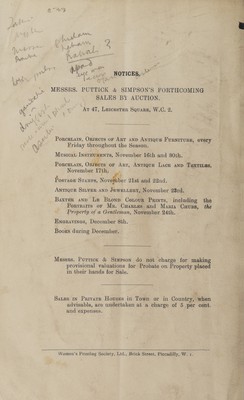 NOTICES.
MESSRS. PUTTICK & SIMPSON'S FORTHCOMING
SALES BY AUCTION.
AT 47, LEICESTER SQUARE, W.C. 2.
PORCELAIN, OBJECTS OF ART AND ANTIQUE FURNITURE, every
Friday throughout the Season.
MUSICAL INSTRUMENTS, November 16th and 30th.
PORCELAIN, OBJECTS OF ART, ANTIQUE LACE AND TEXTILES,
November 17th.
POSTAGE STAMPS, November 21st and 22nd.
ANTIQUE SILVER AND JEWELLERY, November 23rd.
BAXTER AND LE BLOND COLOUR PRINTS, including the
PORTRAITS OF MR. CHARLES AND MARIA CHUBB, the
Property of a Gentleman, November 24th.
ENGRAVINGS, December 8th.
BOOKS during December.
MESSRS. PUTTICK & SIMPSON do not charge for making
provisional valuations for Probate on Property placed
in their hands for Sale.
SALES IN PRIVATE HOUSES in Town or in Country, when
advisable, are undertaken at a charge of 5 per cent.
and expenses.
Women's Printing Society, Ltd., Brick Street, Piccadilly, W. 1.